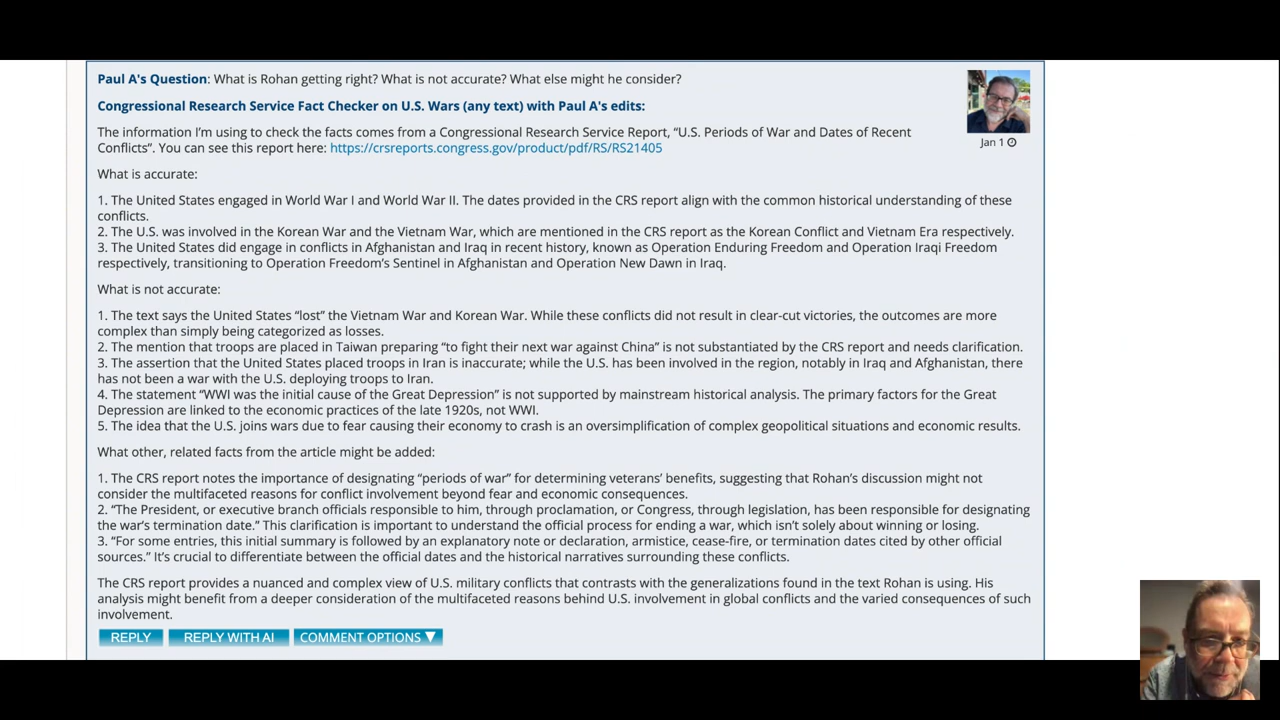 Paul A's Question: What is Rohan getting right? What is not accurate? What else might he consider?
Congressional Research Service Fact Checker on U.S. Wars (any text) with Paul A's edits:
Jan 1
The information I’m using to check the facts comes from a Congressional Research Service Report, “U.S. Periods of War and Dates of Recent
Conflicts”. You can see this report here: https://crsreports.congress.gov/product/pdf/RS/RS21405
What is accurate:
1. The United States engaged in World War I and World War II. The dates provided in the CRS report align with the common historical understanding of these
conflicts.
2. The U.S. was involved in the Korean War and the Vietnam War, which are mentioned in the CRS report as the Korean Conflict and Vietnam Era respectively.
3. The United States did engage in conflicts in Afghanistan and Iraq in recent history, known as Operation Enduring Freedom and Operation Iraqi Freedom
respectively, transitioning to Operation Freedom’s Sentinel in Afghanistan and Operation New Dawn in Iraq.
What is not accurate:
1. The text says the United States “lost” the Vietnam War and Korean War. While these conflicts did not result in clear-cut victories, the outcomes are more
complex than simply being categorized as losses.
2. The mention that troops are placed in Taiwan preparing “to fight their next war against China” is not substantiated by the CRS report and needs clarification.
3. The assertion that the United States placed troops in Iran is inaccurate; while the U.S. has been involved in the region, notably in Iraq and Afghanistan, there
has not been a war with the U.S. deploying troops to Iran.
4. The statement “WWI was the initial cause of the Great Depression” is not supported by mainstream historical analysis. The primary factors for the Great
Depression are linked to the economic practices of the late 1920s, not WWI.
5. The idea that the U.S. joins wars due to fear causing their economy to crash is an oversimplification of complex geopolitical situations and economic results.
What other, related facts from the article might be added:
1. The CRS report notes the importance of designating “periods of war” for determining veterans’ benefits, suggesting that Rohan’s discussion might not
consider the multifaceted reasons for conflict involvement beyond fear and economic consequences.
2. “The President, or executive branch officials responsible to him, through proclamation, or Congress, through legislation, has been responsible for designating
the war’s termination date.” This clarification is important to understand the official process for ending a war, which isn’t solely about winning or losing.
3. “For some entries, this initial summary is followed by an explanatory note or declaration, armistice, cease-fire, or termination dates cited by other official
sources.” It’s crucial to differentiate between the official dates and the historical narratives surrounding these conflicts.
The CRS report provides a nuanced and complex view of U.S. military conflicts that contrasts with the generalizations found in the text Rohan is using. His
analysis might benefit from a deeper consideration of the multifaceted reasons behind U.S. involvement in global conflicts and the varied consequences of such
involvement.
REPLY REPLY WITH AI COMMENT OPTIONS ▼